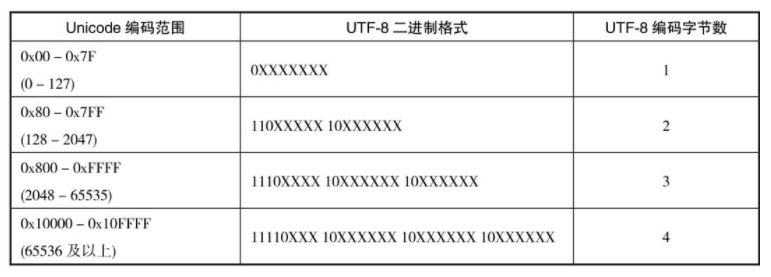 Unicode 编码范围 UTF-8 二进制格式 UTF-8 编码字节数
0x00 – 0x7F
(0 – 127)
0XXXXXXX
1
0x80 – 0x7FF
(128 – 2047)
110XXXXX 10XXXXXX
2
0x800 – 0xFFFF
(2048 – 65535)
1110XXXX 10XXXXXX 10XXXXXX
3
0x10000 – 0x10FFFF
(65536 及以上)
11110XXX 10XXXXXX 10XXXXXX 10XXXXXX
4